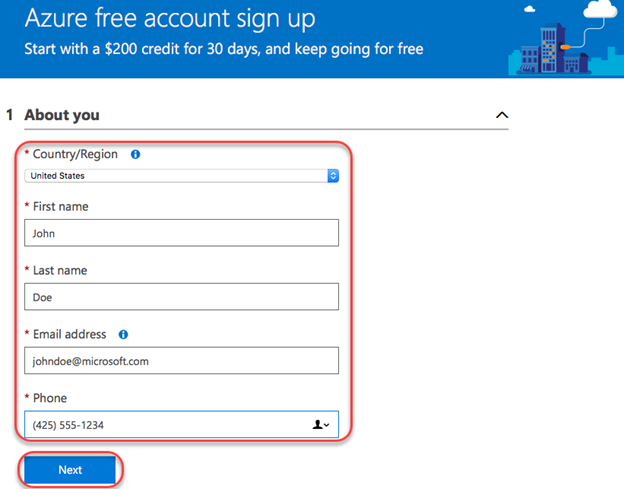 Azure free account sign up
Start with a $200 credit for 30 days, and keep going for free
1 About you
* Country/Region
United States
* First name
John
* Last name
Doe
* Email address
johndoe@microsoft.com
* Phone
(425) 555-1234
Next